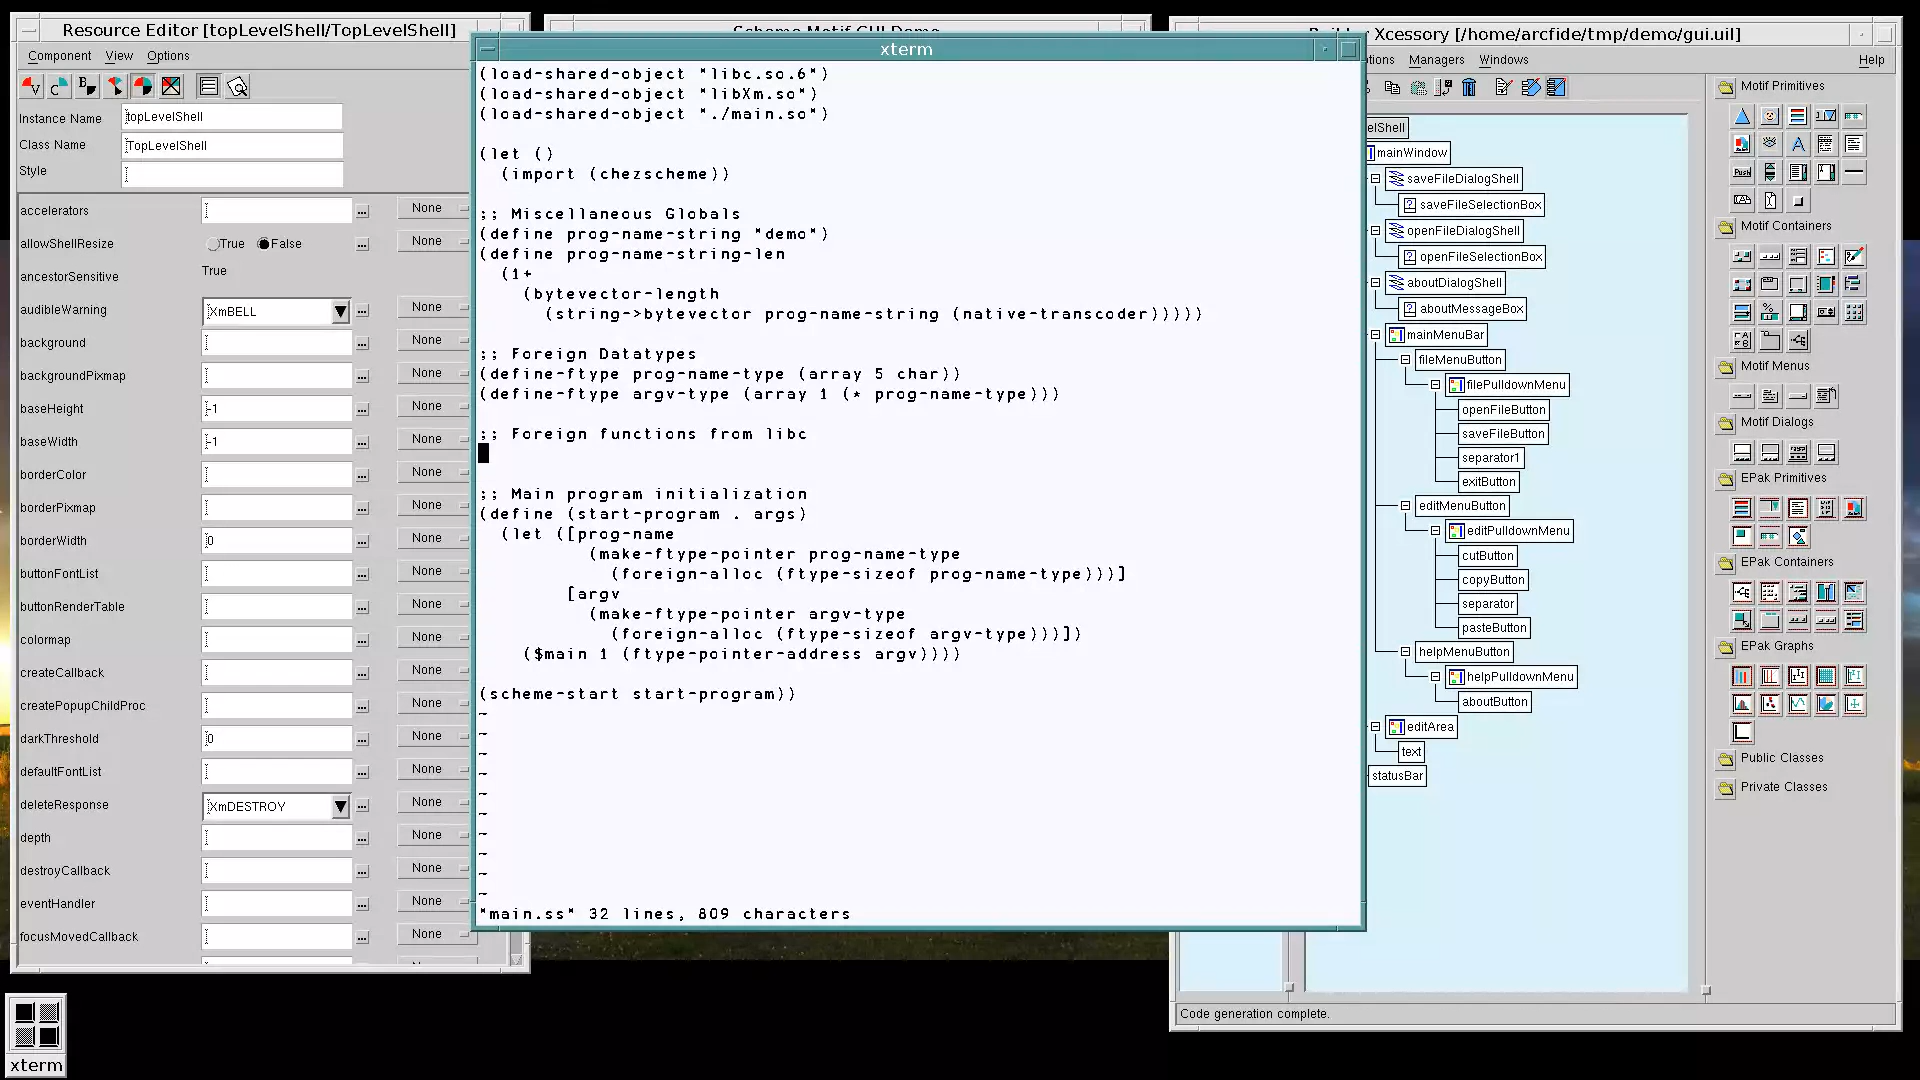 Resource Editor [topLevelShell/TopLevelShell]
Component View Options
Instance Name topLevelShell
Class Name TopLevelShell
Style
accelerators None
allowShellResize True False None
ancestorSensitive True
audibleWarning XmBELL None
background None
backgroundPixmap None
baseHeight -1 None
baseWidth -1 None
borderColor None
borderPixmap None
borderWidth 0 None
buttonFontList None
buttonRenderTable None
colormap None
createCallback None
createPopupChildProc None
darkThreshold 0 None
defaultFontList None
deleteResponse XmDESTROY None
depth None
destroyCallback None
eventHandler None
focusMovedCallback None
Scheme Motif GUI Demo
xterm
(load-shared-object "libc.so.6")
(load-shared-object "libXm.so")
(load-shared-object "./main.so")
(let ()
(import (chezscheme))
;; Miscellaneous Globals
(define prog-name-string "demo")
(define prog-name-string-len
(1+
(bytevector-length
(string->bytevector prog-name-string (native-transcoder)))))
;; Foreign Datatypes
(define-ftype prog-name-type (array 5 char))
(define-ftype argv-type (array 1 (* prog-name-type)))
;; Foreign functions from libc
;; Main program initialization
(define (start-program . args)
(let ([prog-name
(make-ftype-pointer prog-name-type
(foreign-alloc (ftype-sizeof prog-name-type)))]
[argv
(make-ftype-pointer argv-type
(foreign-alloc (ftype-sizeof argv-type)))])
($main 1 (ftype-pointer-address argv))))
(scheme-start start-program))
~
~
~
~
~
~
~
~
~
~
"main.ss" 32 lines, 809 characters
Xcessory [/home/arcfide/tmp/demo/gui.uil]
tions Managers Windows Help
elShell
mainWindow
saveFileDialogShell
saveFileSelectionBox
openFileDialogShell
openFileSelectionBox
aboutDialogShell
aboutMessageBox
mainMenuBar
fileMenuButton
filePulldownMenu
openFileButton
saveFileButton
separator1
exitButton
editMenuButton
editPulldownMenu
cutButton
copyButton
separator
pasteButton
helpMenuButton
helpPulldownMenu
aboutButton
editArea
text
statusBar
Motif Primitives
Push
Motif Containers
Motif Menus
Motif Dialogs
EPak Primitives
EPak Containers
EPak Graphs
Public Classes
Private Classes
Code generation complete.
xterm